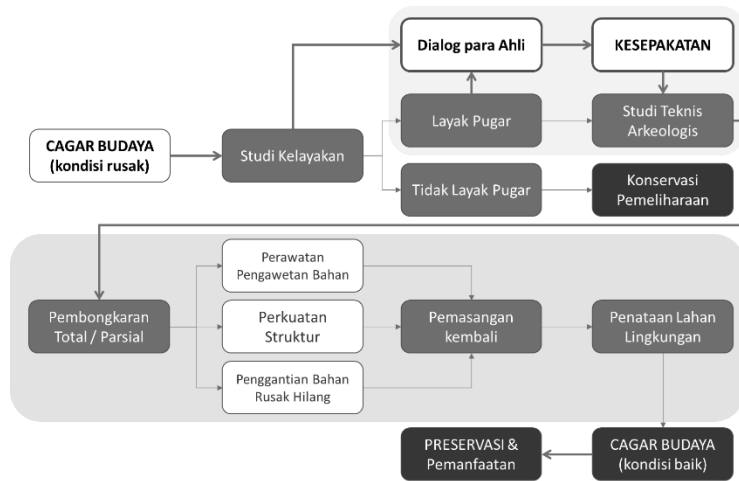 Dialog para Ahli
KESEPAKATAN
Layak Pugar
Studi Teknis
Arkeologis
CAGAR BUDAYA
(kondisi rusak)
Studi Kelayakan
Tidak Layak Pugar
Konservasi
Pemeliharaan
Perawatan
Pengawetan Bahan
Pembongkaran
Total / Parsial
Perkuatan
Struktur
Pemasangan
kembali
Penataan Lahan
Lingkungan
Penggantian Bahan
Rusak Hilang
PRESERVASI &
Pemanfaatan
CAGAR BUDAYA
(kondisi baik)